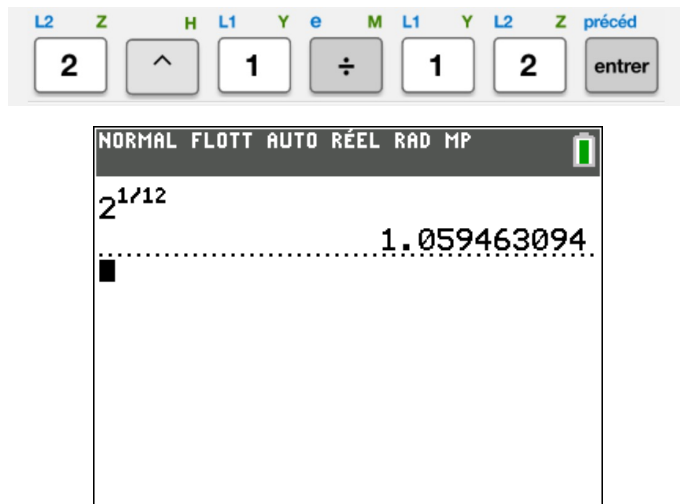 L2 Z H L1 Y e M L1 Y L2 Z précéd
2 ^ 1 ÷ 1 2 entrer
NORMAL FLOTT AUTO RÉEL RAD MP
2^1/12
1.059463094